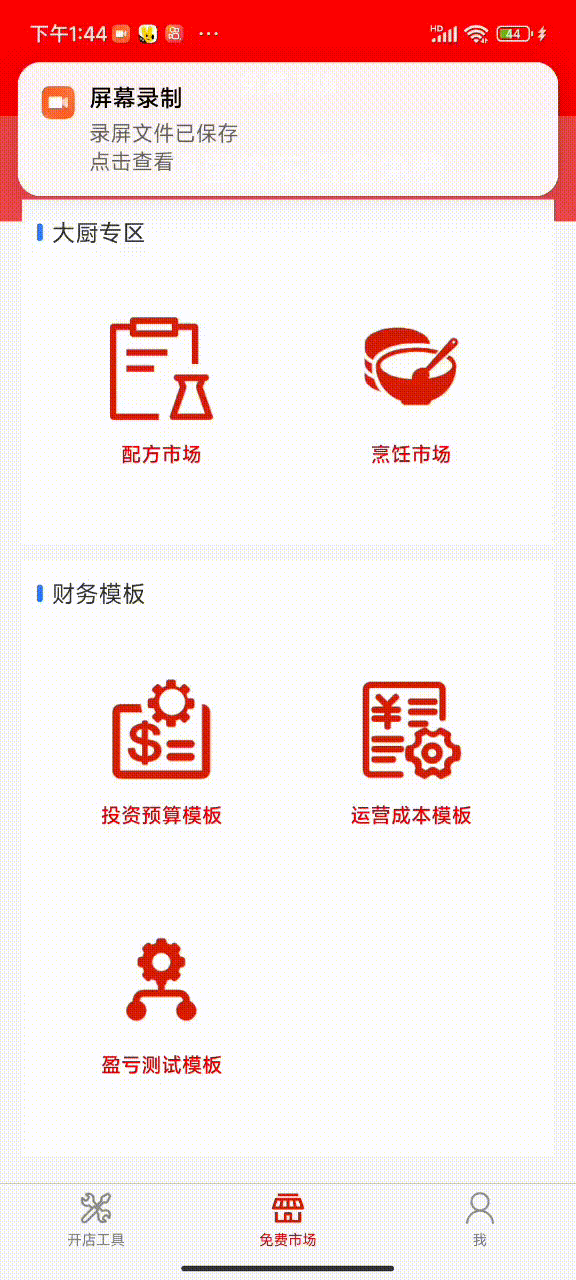 下午1:44
HD
44
屏幕录制
录屏文件已保存
点击查看
大厨专区
配方市场
烹饪市场
财务模板
投资预算模板
运营成本模板
盈亏测试模板
开店工具
免费市场
我